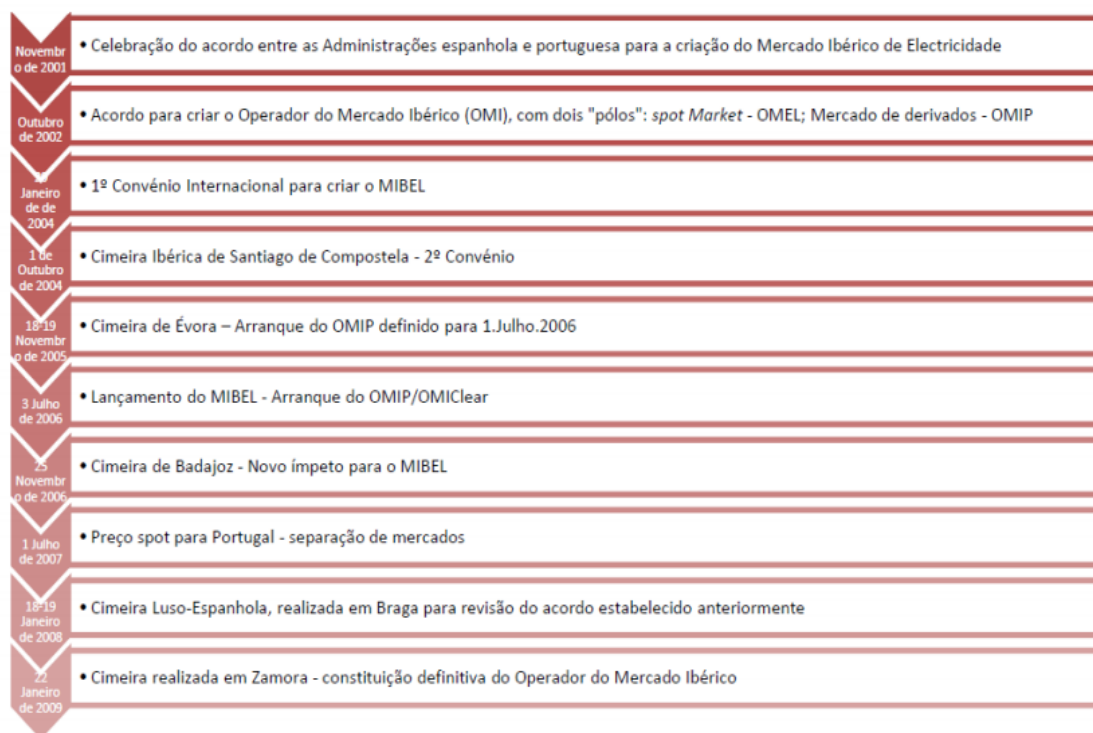 Novembr
o de 2001
• Celebração do acordo entre as Administrações espanhola e portuguesa para a criação do Mercado Ibérico de Electricidade
Outubro
de 2002
• Acordo para criar o Operador do Mercado Ibérico (OMI), com dois "pólos": spot Market - OMEL; Mercado de derivados - OMIP
Janeiro
de de
2004
• 1º Convénio Internacional para criar o MIBEL
1 de
Outubro
de 2004
• Cimeira Ibérica de Santiago de Compostela - 2º Convénio
18-19
Novembr
o de 2005
• Cimeira de Évora – Arranque do OMIP definido para 1.Julho.2006
3 Julho
de 2006
• Lançamento do MIBEL - Arranque do OMIP/OMIClear
25
Novembr
o de 2006
• Cimeira de Badajoz - Novo ímpeto para o MIBEL
1 Julho
de 2007
• Preço spot para Portugal - separação de mercados
18-19
Janeiro
de 2008
• Cimeira Luso-Espanhola, realizada em Braga para revisão do acordo estabelecido anteriormente
22
Janeiro
de 2009
• Cimeira realizada em Zamora - constituição definitiva do Operador do Mercado Ibérico